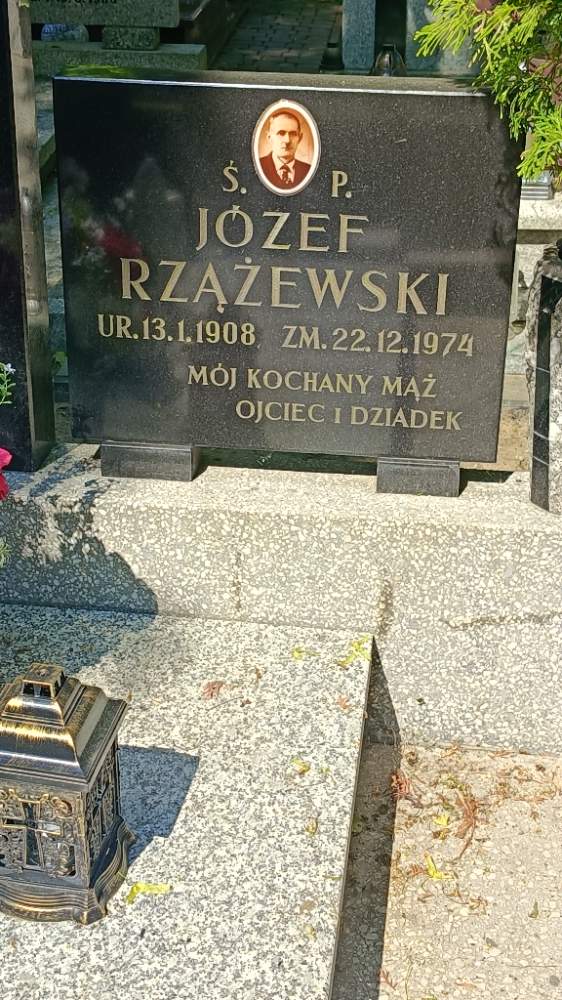 Ś. P.
JÓZEF
RZĄŻEWSKI
UR. 13.1.1908 ZM. 22.12.1974
MÓJ KOCHANY MĄŻ
OJCIEC I DZIADEK